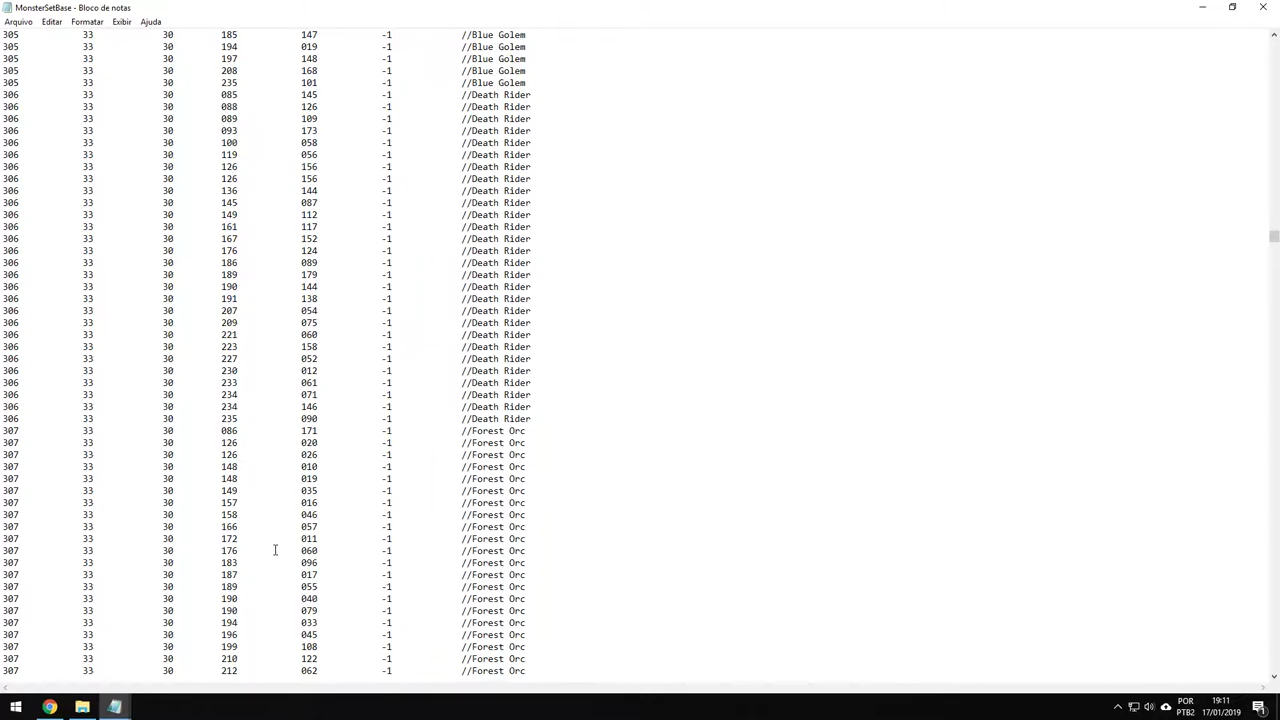 MonsterSetBase - Bloco de notas
Arquivo Editar Formatar Exibir Ajuda
305 33 30 185 147 -1 //Blue Golem
305 33 30 194 019 -1 //Blue Golem
305 33 30 197 148 -1 //Blue Golem
305 33 30 208 168 -1 //Blue Golem
305 33 30 235 101 -1 //Blue Golem
306 33 30 085 145 -1 //Death Rider
306 33 30 088 126 -1 //Death Rider
306 33 30 089 109 -1 //Death Rider
306 33 30 093 173 -1 //Death Rider
306 33 30 100 058 -1 //Death Rider
306 33 30 119 056 -1 //Death Rider
306 33 30 126 156 -1 //Death Rider
306 33 30 126 156 -1 //Death Rider
306 33 30 136 144 -1 //Death Rider
306 33 30 145 087 -1 //Death Rider
306 33 30 149 112 -1 //Death Rider
306 33 30 161 117 -1 //Death Rider
306 33 30 167 152 -1 //Death Rider
306 33 30 176 124 -1 //Death Rider
306 33 30 186 089 -1 //Death Rider
306 33 30 189 179 -1 //Death Rider
306 33 30 190 144 -1 //Death Rider
306 33 30 191 138 -1 //Death Rider
306 33 30 207 054 -1 //Death Rider
306 33 30 209 075 -1 //Death Rider
306 33 30 221 060 -1 //Death Rider
306 33 30 223 158 -1 //Death Rider
306 33 30 227 052 -1 //Death Rider
306 33 30 230 012 -1 //Death Rider
306 33 30 233 061 -1 //Death Rider
306 33 30 234 071 -1 //Death Rider
306 33 30 234 146 -1 //Death Rider
306 33 30 235 090 -1 //Death Rider
307 33 30 086 171 -1 //Forest Orc
307 33 30 126 020 -1 //Forest Orc
307 33 30 126 026 -1 //Forest Orc
307 33 30 148 010 -1 //Forest Orc
307 33 30 148 019 -1 //Forest Orc
307 33 30 149 035 -1 //Forest Orc
307 33 30 157 016 -1 //Forest Orc
307 33 30 158 046 -1 //Forest Orc
307 33 30 166 057 -1 //Forest Orc
307 33 30 172 011 -1 //Forest Orc
307 33 30 176 060 -1 //Forest Orc
307 33 30 183 096 -1 //Forest Orc
307 33 30 187 017 -1 //Forest Orc
307 33 30 189 055 -1 //Forest Orc
307 33 30 190 040 -1 //Forest Orc
307 33 30 190 079 -1 //Forest Orc
307 33 30 194 033 -1 //Forest Orc
307 33 30 196 045 -1 //Forest Orc
307 33 30 199 108 -1 //Forest Orc
307 33 30 210 122 -1 //Forest Orc
307 33 30 212 062 -1 //Forest Orc
POR 19:11
PTB2 17/01/2019
1